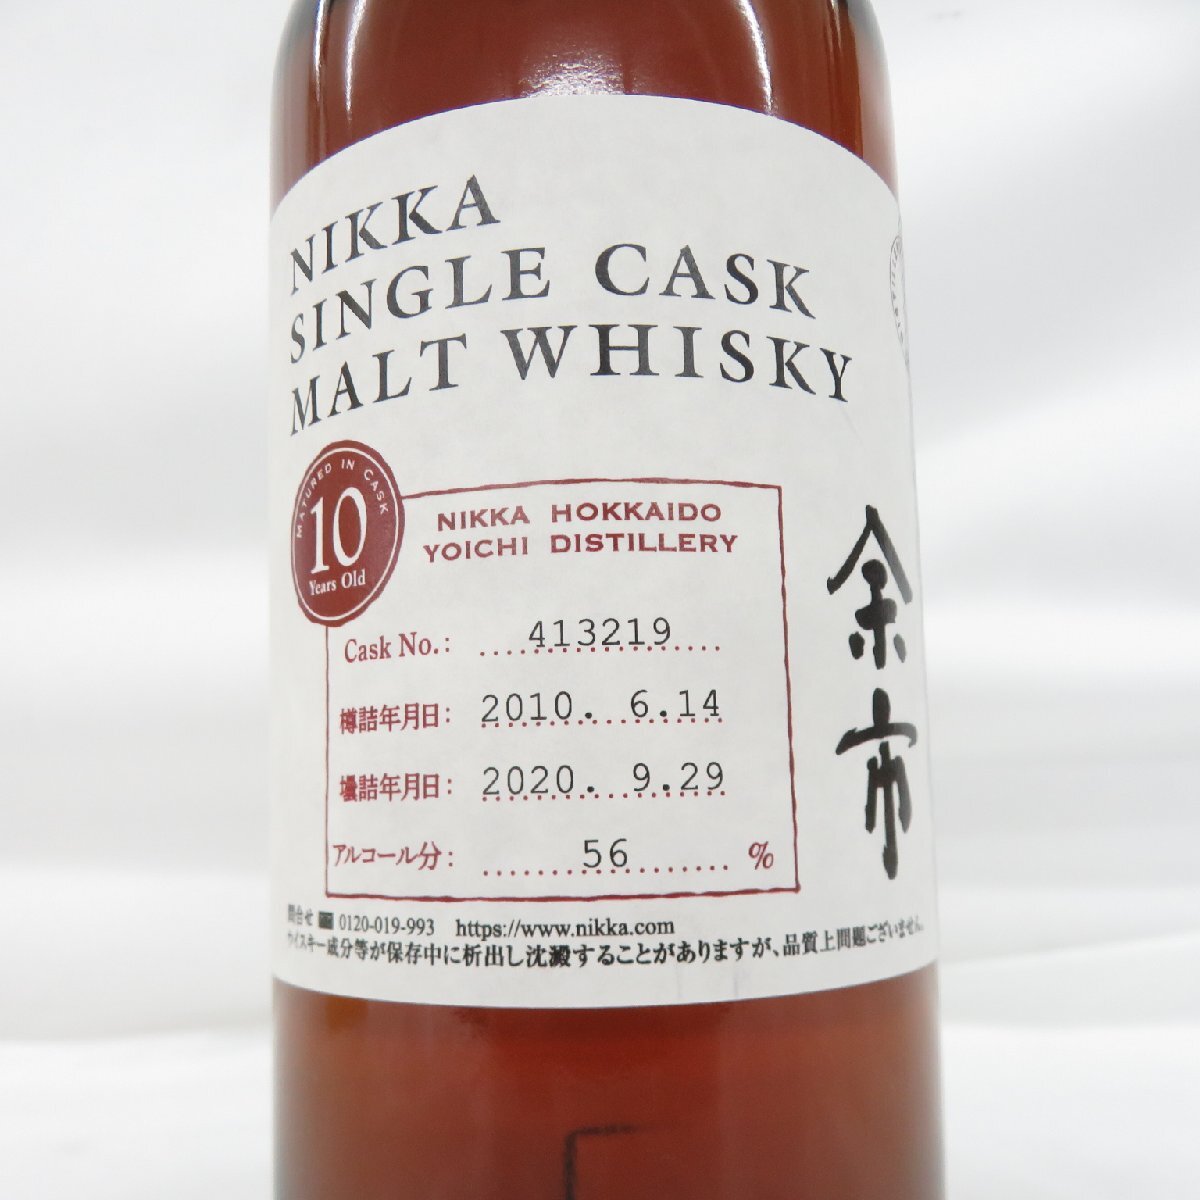 NIKKA
SINGLE CASK
MALT WHISKY
MATURED IN CASK
10
Years Old
NIKKA HOKKAIDO
YOICHI DISTILLERY
Cask No.: 413219
樽詰年月日: 2010. 6.14
壜詰年月日: 2020. 9.29
アルコール分: 56 %
余市
問合せ 0120-019-993 https://www.nikka.com
ウイスキー成分等が保存中に析出し沈澱することがありますが、品質上問題ございません。